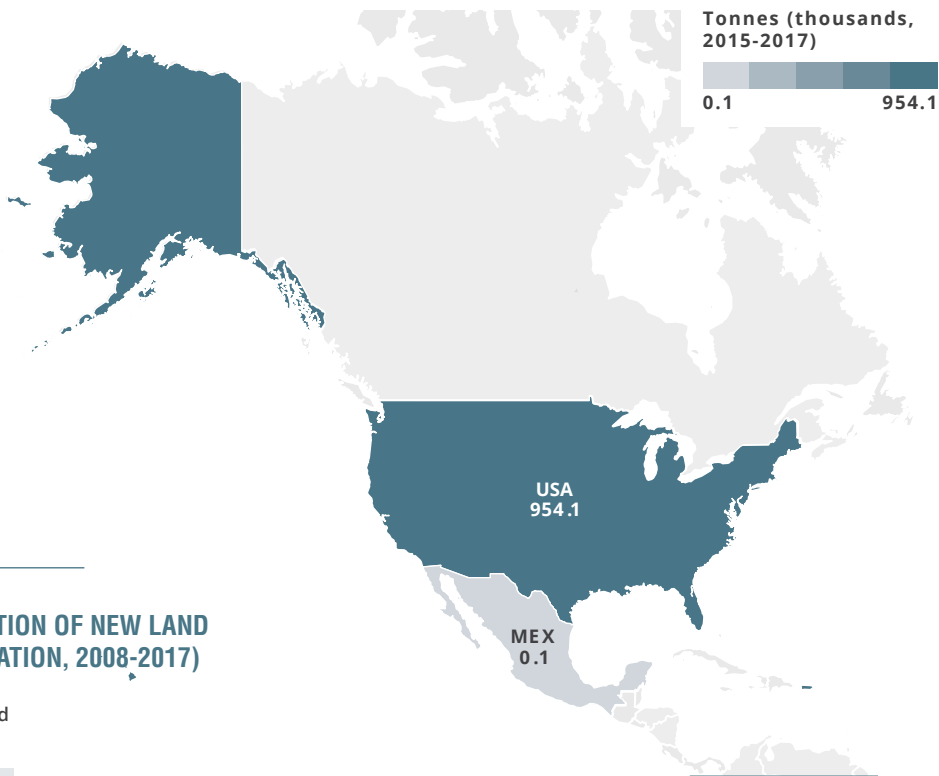 Tonnes (thousands,
2015-2017)
0.1 954.1
USA
954.1
MEX
0.1
TION OF NEW LAND
ATION, 2008-2017)
d